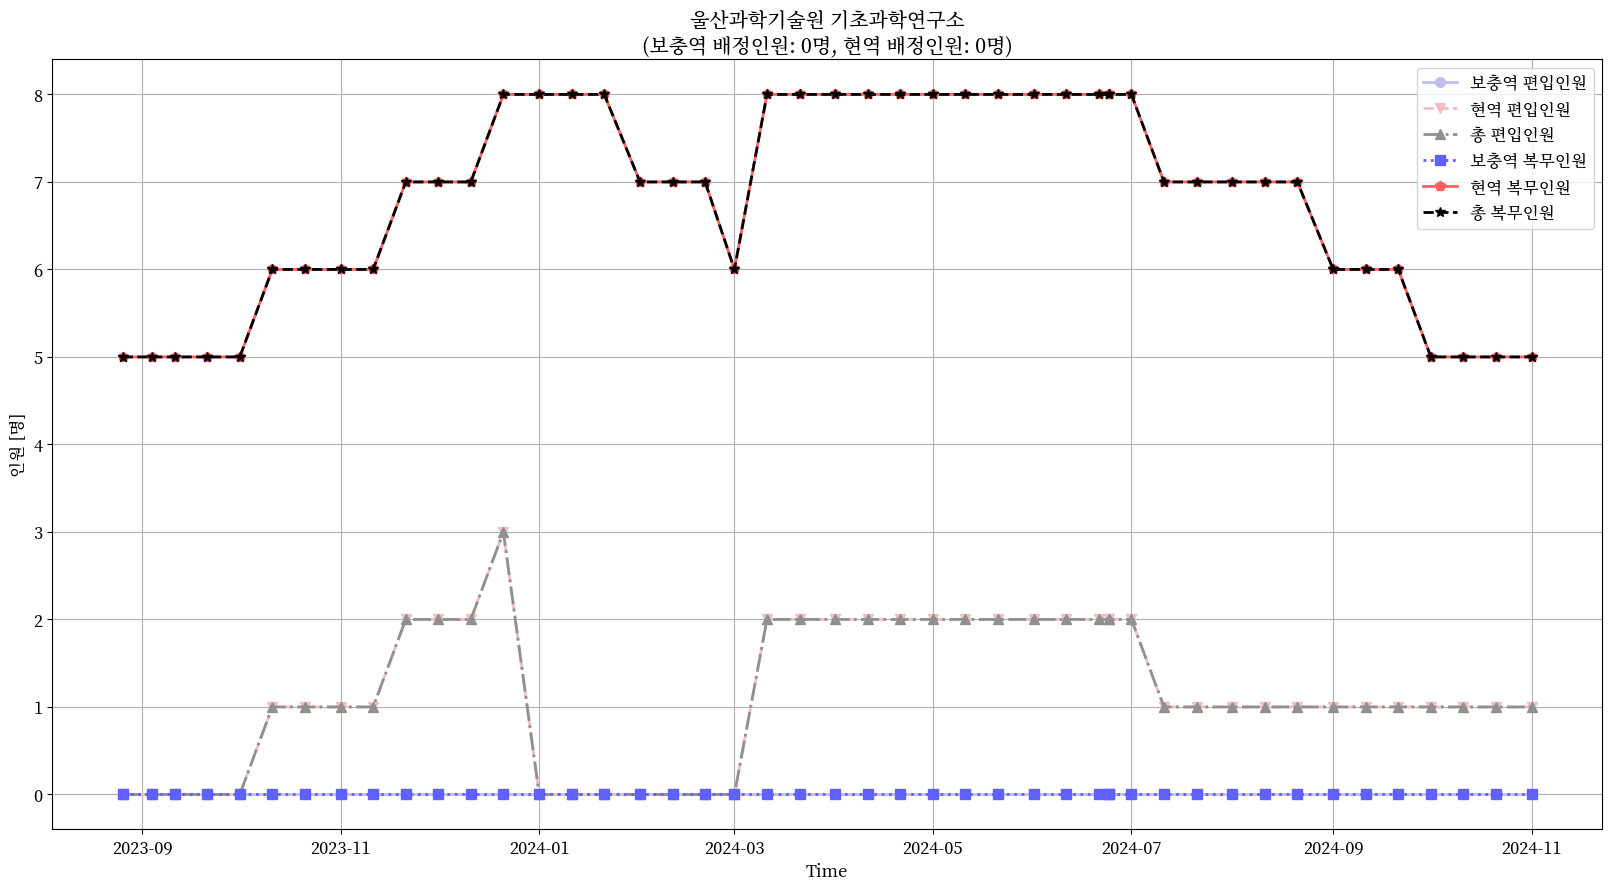 울산과학기술원 기초과학연구소
(보충역 배정인원: 0명, 현역 배정인원: 0명)
보충역 편입인원
현역 편입인원
총 편입인원
보충역 복무인원
현역 복무인원
총 복무인원
인원 [명]
8
7
6
5
4
3
2
1
0
2023-09
2023-11
2024-01
2024-03
2024-05
2024-07
2024-09
2024-11
Time